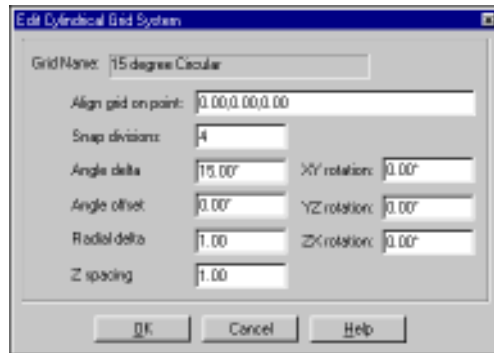 Edit Cylindrical Grid System
Grid Name: 15 degree Circular
Align grid on point: 0.00,0.00,0.00
Snap divisions: 4
Angle delta 15.00° XY rotation: 0.00°
Angle offset 0.00° YZ rotation: 0.00°
Radial delta 1.00 ZX rotation: 0.00°
Z spacing 1.00
OK Cancel Help